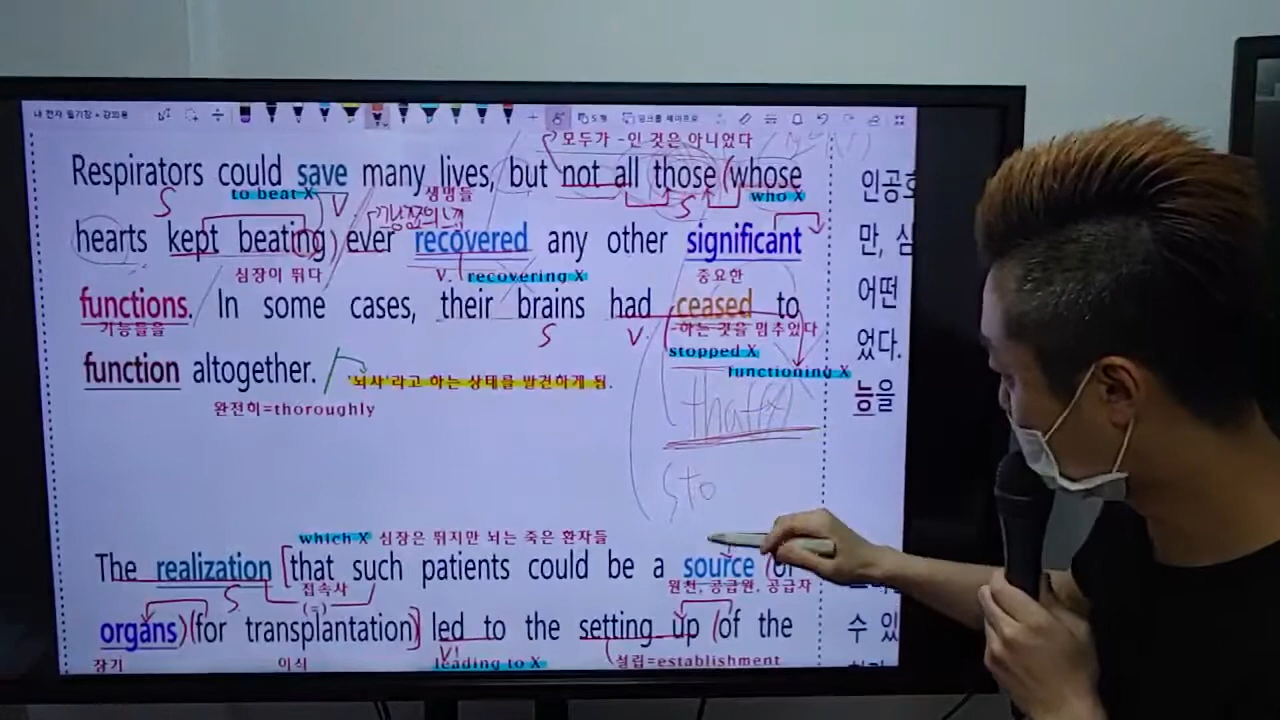 내 전자 필기장 + 강의용
모두가 -인 것은 아니었다
Respirators could save many lives, but not all those (whose 인공호
S to beat X V 생명들 S who X
hearts kept beating) ever recovered any other significant 만, 심
심장이 뛰다 V. recovering X 중요한
functions. In some cases, their brains had ceased to 어떤
기능들을 S V. -하는 것을 멈추었다 었다.
stopped X
functioning X
function altogether. '뇌사'라고 하는 상태를 발견하게 됨. 능을
완전히=thoroughly that(X)
sto
which X 심장은 뛰지만 뇌는 죽은 환자들
The realization [that such patients could be a source (of
S 접속사 원천, 공급원, 공급자
(=)
organs)(for transplantation] led to the setting up (of the 수 있
장기 이식 V! leading to X 설립=establishment